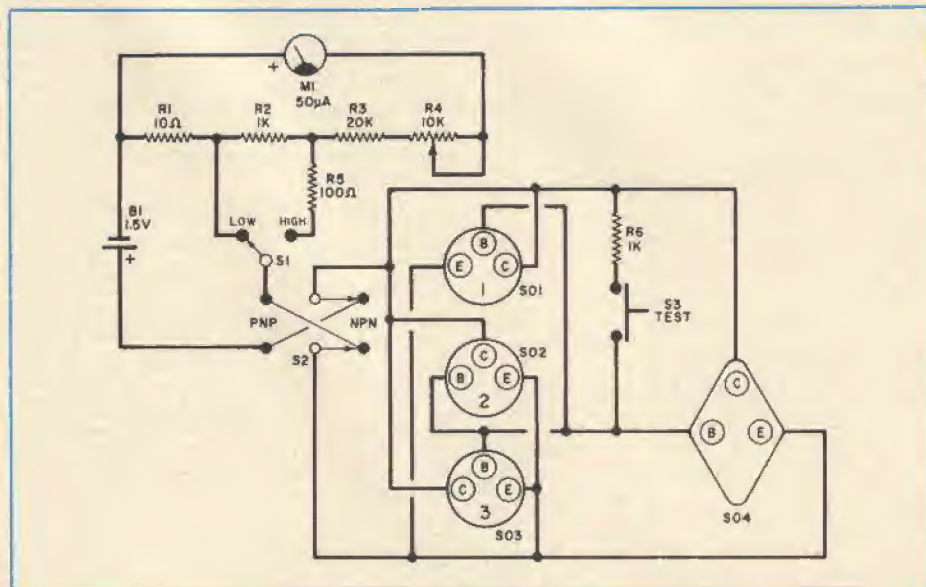 +
M1
50µA
R1
10Ω
R2
1K
R3
20K
R4
10K
R5
100Ω
B1
1.5V
+
LOW
HIGH
S1
PNP
NPN
S2
B
E
C
1
SO1
C
B
E
2
SO2
B
C
E
3
SO3
R6
1K
S3
TEST
C
B
E
SO4